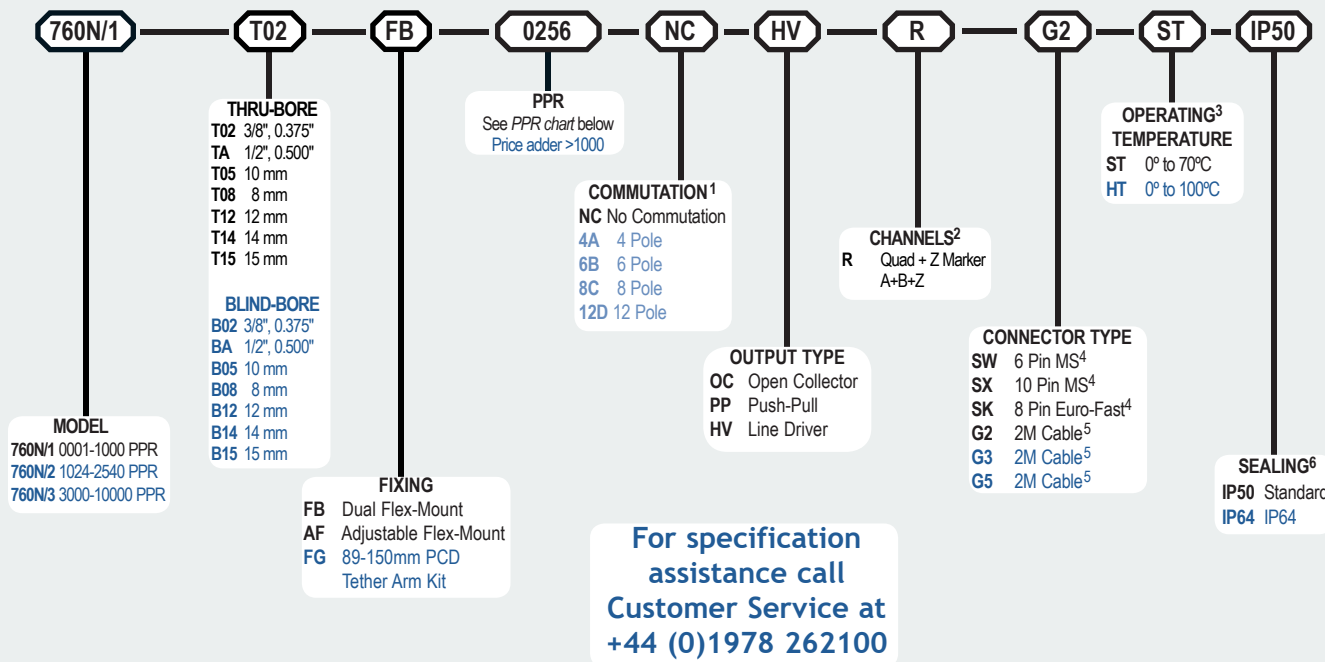 760N/1 T02 FB 0256 NC HV R G2 ST IP50
MODEL
760N/1 0001-1000 PPR
760N/2 1024-2540 PPR
760N/3 3000-10000 PPR
THRU-BORE
T02 3/8", 0.375"
TA 1/2", 0.500"
T05 10 mm
T08 8 mm
T12 12 mm
T14 14 mm
T15 15 mm
BLIND-BORE
B02 3/8", 0.375"
BA 1/2", 0.500"
B05 10 mm
B08 8 mm
B12 12 mm
B14 14 mm
B15 15 mm
FIXING
FB Dual Flex-Mount
AF Adjustable Flex-Mount
FG 89-150mm PCD
Tether Arm Kit
PPR
See PPR chart below
Price adder >1000
COMMUTATION1
NC No Commutation
4A 4 Pole
6B 6 Pole
8C 8 Pole
12D 12 Pole
OUTPUT TYPE
OC Open Collector
PP Push-Pull
HV Line Driver
CHANNELS2
R Quad + Z Marker
A+B+Z
CONNECTOR TYPE
SW 6 Pin MS4
SX 10 Pin MS4
SK 8 Pin Euro-Fast4
G2 2M Cable5
G3 2M Cable5
G5 2M Cable5
OPERATING3
TEMPERATURE
ST 0º to 70ºC
HT 0º to 100ºC
SEALING6
IP50 Standard
IP64 IP64
For specification
assistance call
Customer Service at
+44 (0)1978 262100